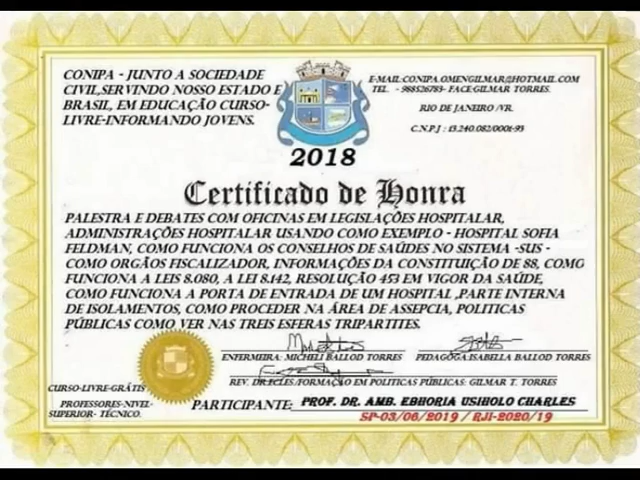 CONIPA - JUNTO A SOCIEDADE
CIVIL,SERVINDO NOSSO ESTADO E
BRASIL, EM EDUCAÇAO CURSO-
LIVRE-INFORMANDO JOVENS.
E-MAIL:CONIPA.OMENGILMAR@HOTMAIL.COM
TEL. - 988526783- FACE:GILMAR TORRES.
RIO DE JANEIRO /VR.
C.N.P.J : 13.240.082/0001-93
2018
Certificado de Honra
PALESTRA E DEBATES COM OFICINAS EM LEGISLAÇÕES HOSPITALAR,
ADMINISTRAÇÕES HOSPITALAR USANDO COMO EXEMPLO - HOSPITAL SOFIA
FELDMAN, COMO FUNCIONA OS CONSELHOS DE SAÚDES NO SISTEMA -SUS -
COMO ORGÃOS FISCALIZADOR, INFORMAÇÕES DA CONSTITUIÇÃO DE 88, COMO
FUNCIONA A LEIS 8.080, A LEI 8.142, RESOLUÇÃO 453 EM VIGOR DA SAÚDE,
COMO FUNCIONA A PORTA DE ENTRADA DE UM HOSPITAL ,PARTE INTERNA
DE ISOLAMENTOS, COMO PROCEDER NA ÁREA DE ASSEPCIA, POLITICAS
PÚBLICAS COMO VER NAS TREIS ESFERAS TRIPARTITES.
ENFERMEIRA: MICHELI BALLOD TORRES
PEDAGOGA:ISABELLA BALLOD TORRES
REV. DR.ICLES/FORMAÇÃO EM POLITICAS PÚBLICAS: GILMAR T. TORRES
CURSO-LIVRE-GRÁTIS
PROFESSORES-NIVEL-
SUPERIOR- TÉCNICO.
PARTICIPANTE: PROF. DR. AMB. EBHORIA USIHOLO CHARLES
SP-03/06/2019 / RJI-2020/19